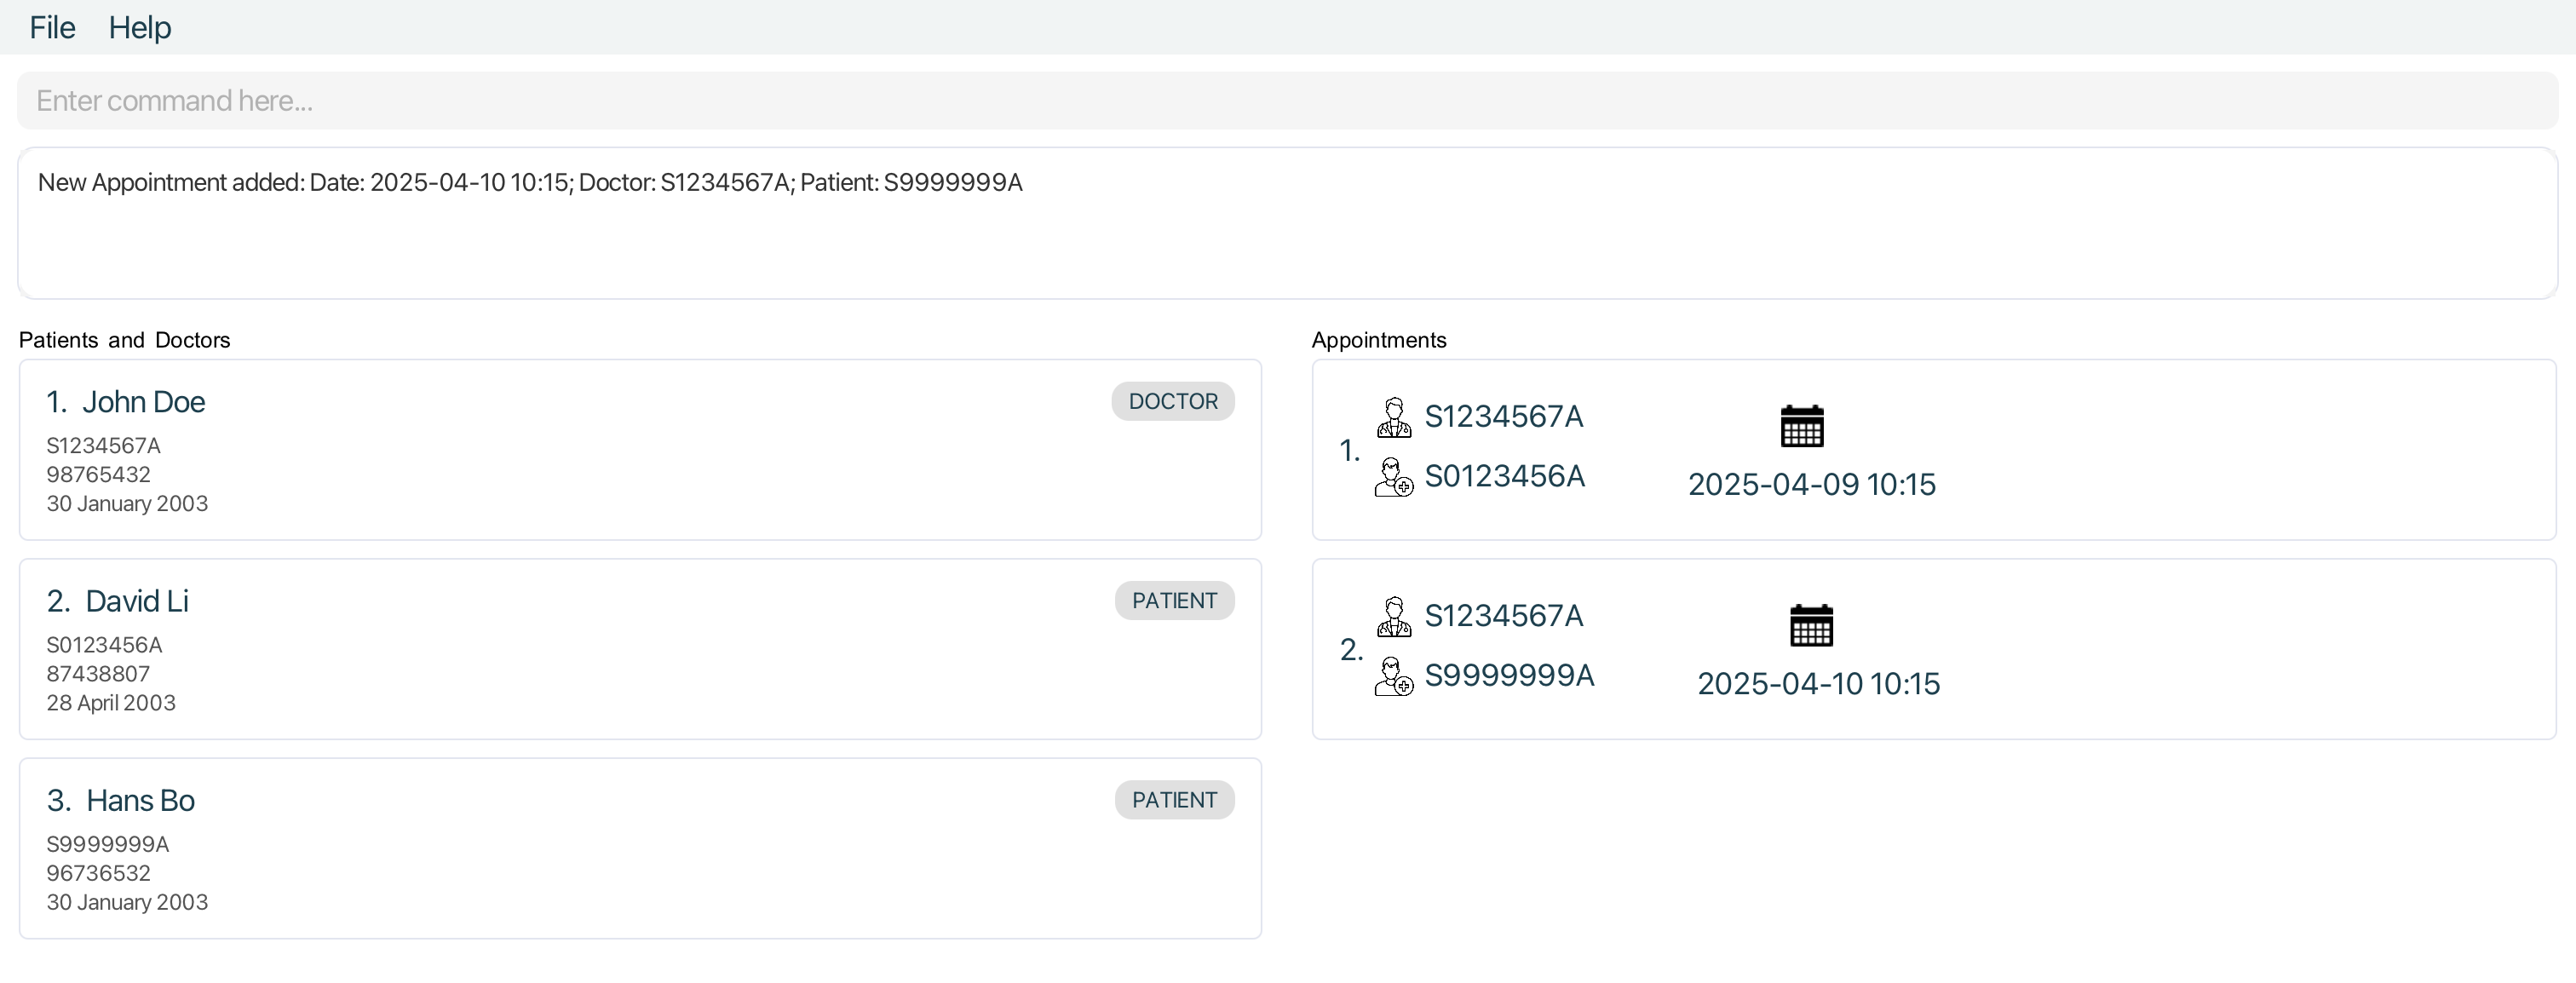 File Help
Enter command here...
New Appointment added: Date: 2025-04-10 10:15; Doctor: S1234567A; Patient: S9999999A
Patients and Doctors
1. John Doe
DOCTOR
S1234567A
98765432
30 January 2003
2. David Li
PATIENT
S0123456A
87438807
28 April 2003
3. Hans Bo
PATIENT
S9999999A
96736532
30 January 2003
Appointments
1.
S1234567A
S0123456A
2025-04-09 10:15
2.
S1234567A
S9999999A
2025-04-10 10:15